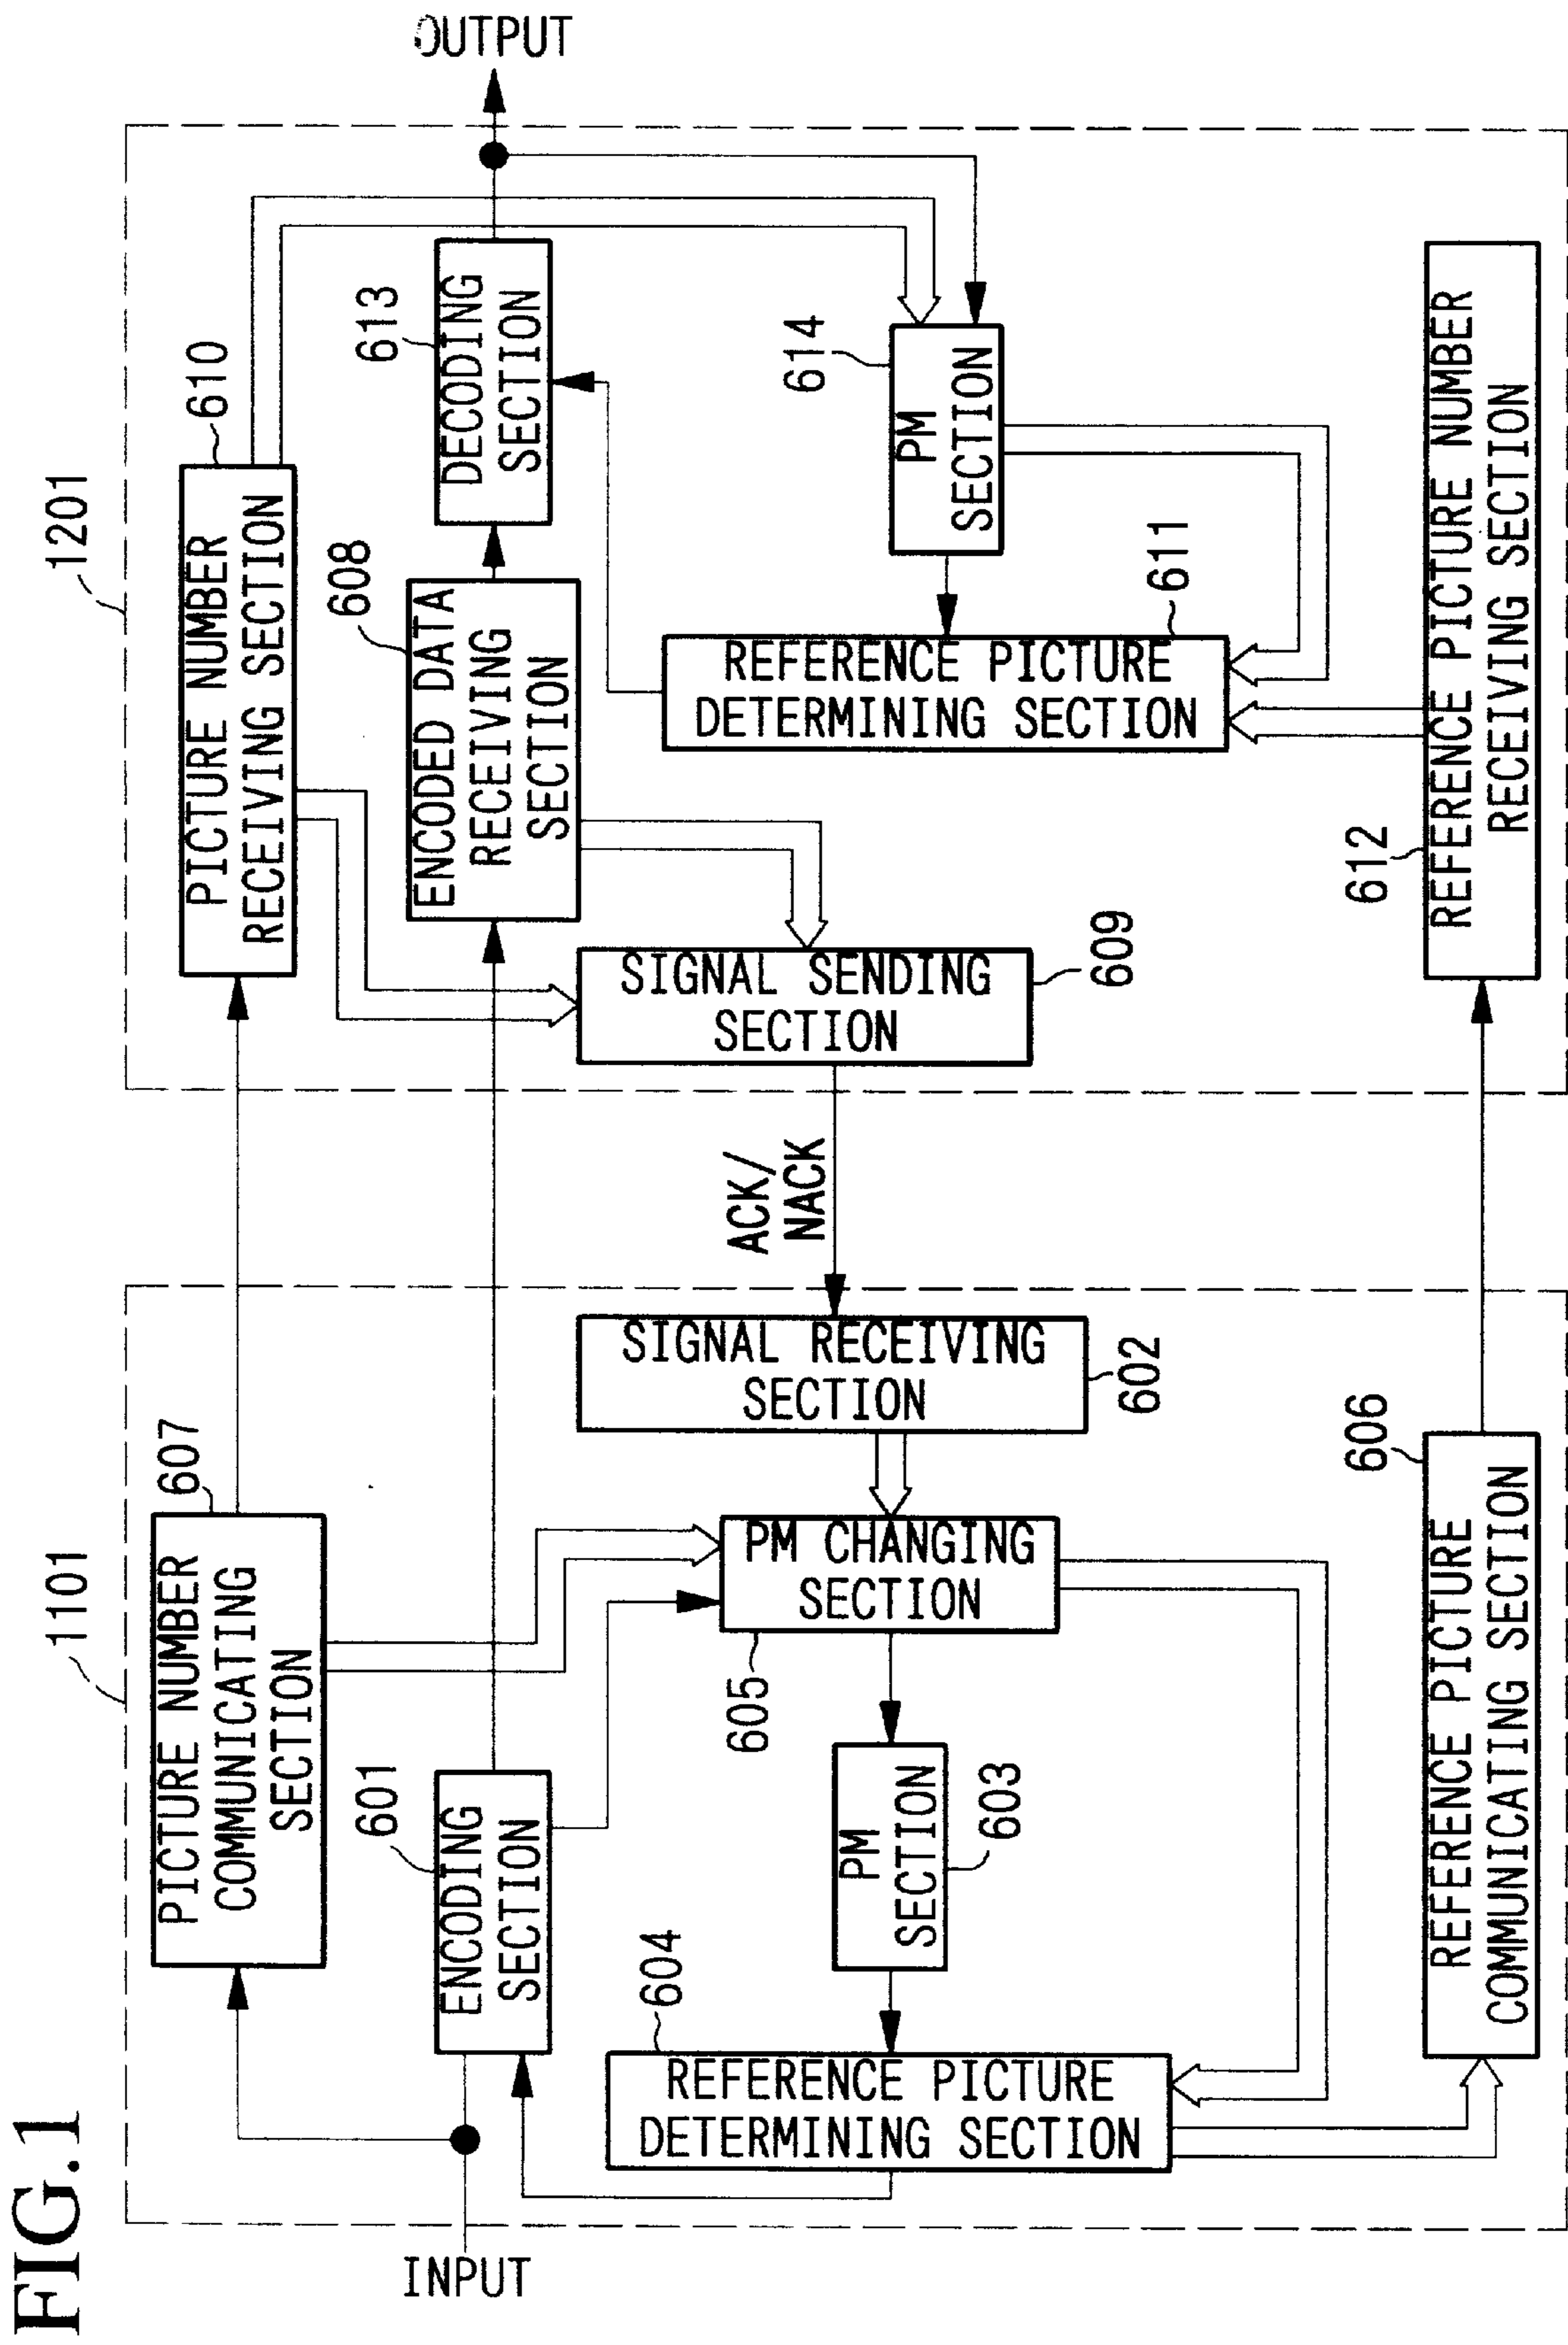 FIG.1
1101
1201
INPUT
OUTPUT
607
PICTURE NUMBER
COMMUNICATING
SECTION
601
ENCODING
SECTION
604
REFERENCE PICTURE
DETERMINING SECTION
PM
SECTION
603
605
PM CHANGING
SECTION
SIGNAL RECEIVING
SECTION
602
606
REFERENCE PICTURE
COMMUNICATING SECTION
ACK/
NACK
610
PICTURE NUMBER
RECEIVING SECTION
608
ENCODED DATA
RECEIVING
SECTION
613
DECODING
SECTION
SIGNAL SENDING
SECTION
609
614
PM
SECTION
611
REFERENCE PICTURE
DETERMINING SECTION
612
REFERENCE PICTURE NUMBER
RECEIVING SECTION